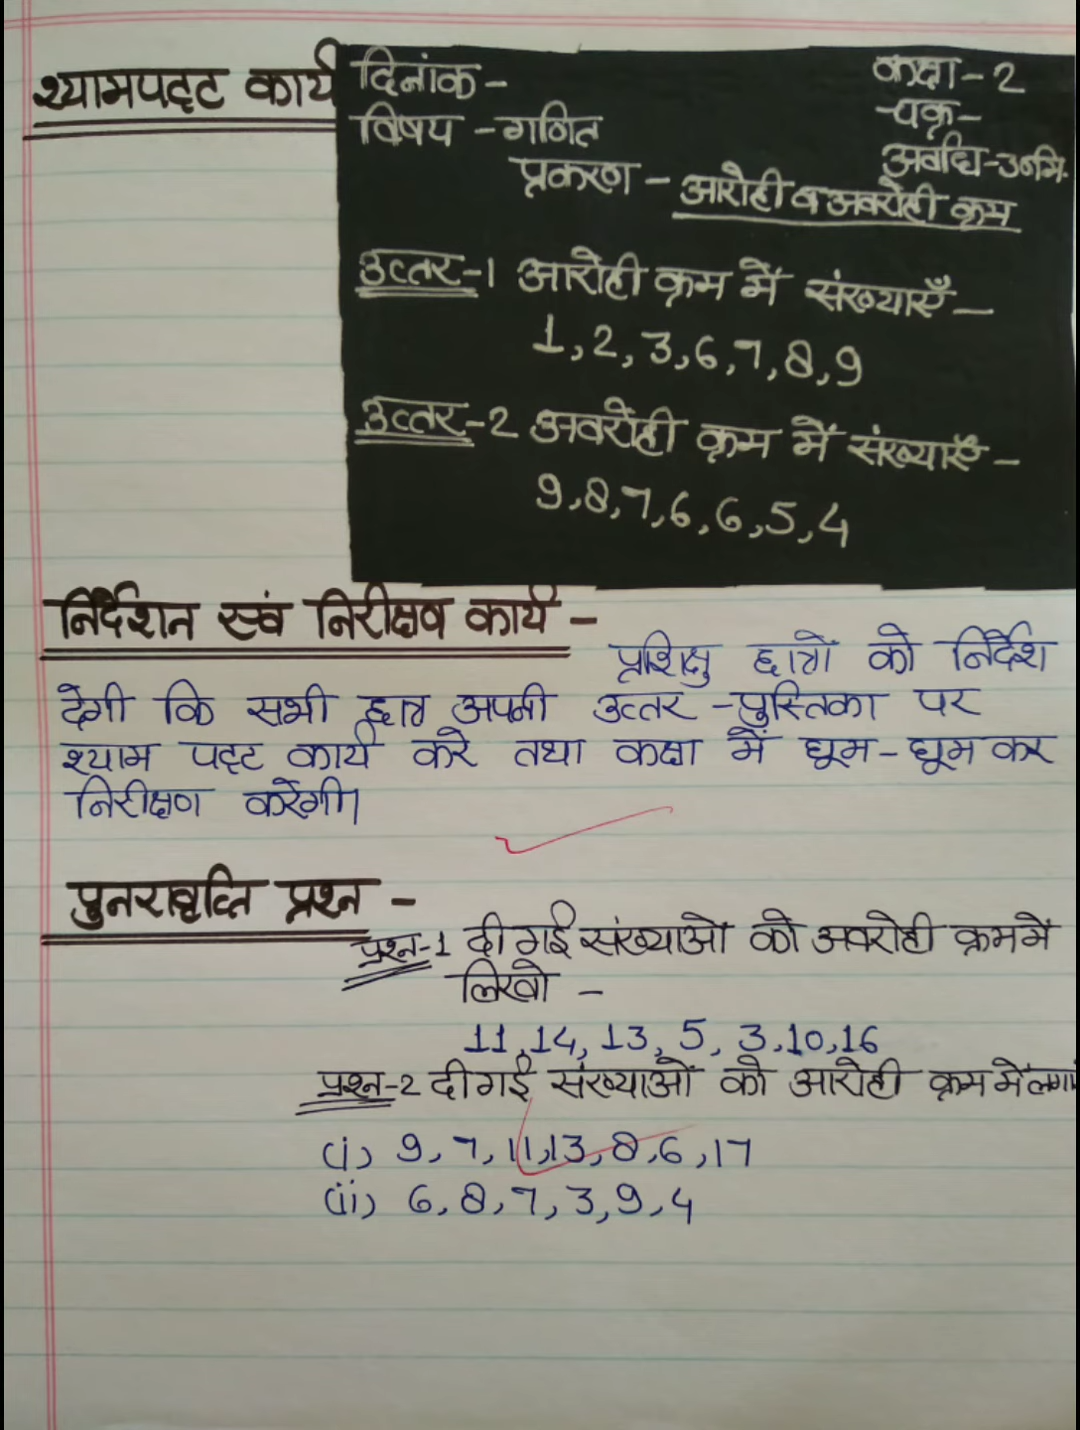 श्यामपट्ट कार्य
दिनांक -
कक्षा - 2
विषय - गणित
चक्र -
अवधि - 30 मि.
प्रकरण - आरोही व अवरोही क्रम
उत्तर-1 आरोही क्रम में संख्याएँ -
1, 2, 3, 6, 7, 8, 9
उत्तर-2 अवरोही क्रम में संख्याएँ -
9, 8, 7, 6, 6, 5, 4
निर्देशन एवं निरीक्षण कार्य -
प्रशिक्षु छात्रों को निर्देश
देगी कि सभी छात्र अपनी उत्तर - पुस्तिका पर
श्याम पट्ट कार्य करे तथा कक्षा में घूम - घूम कर
निरीक्षण करेंगी।
पुनरावृत्ति प्रश्न -
प्रश्न-1 दी गई संख्याओं को अवरोही क्रम में
लिखो -
11, 14, 13, 5, 3, 10, 16
प्रश्न-2 दी गई संख्याओं को आरोही क्रम में
(i) 9, 7, 11, 13, 8, 6, 17
(ii) 6, 8, 7, 3, 9, 4